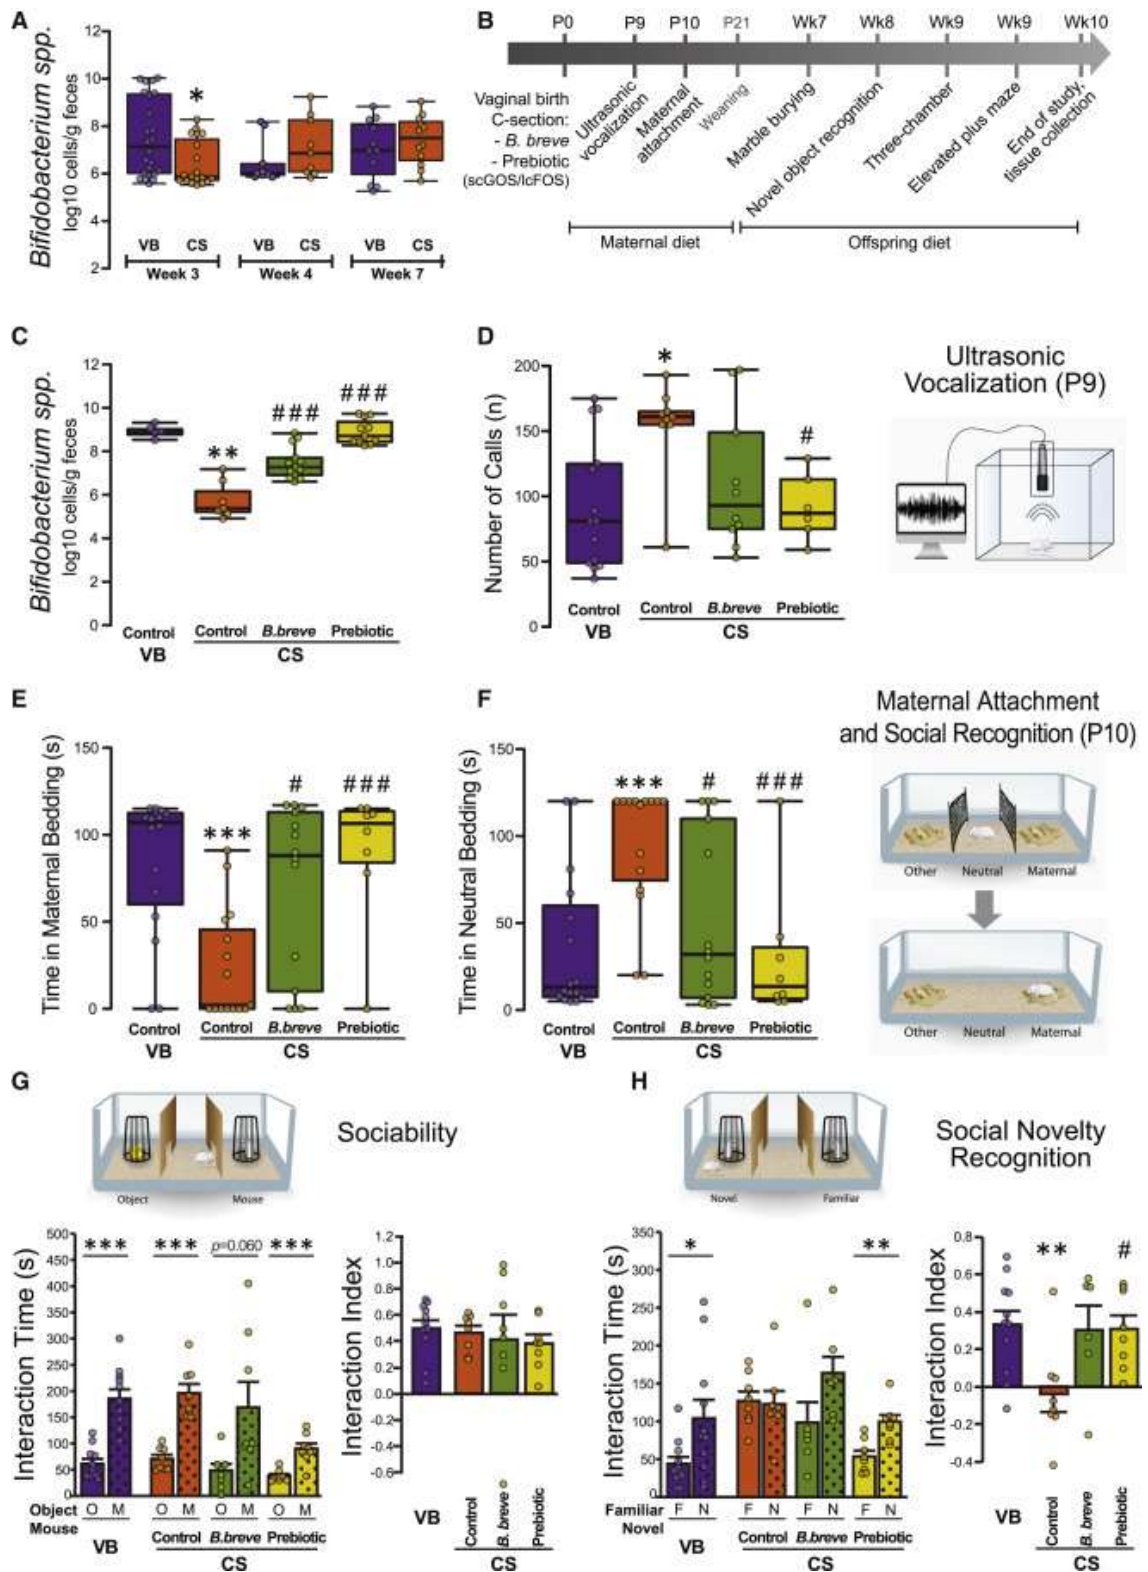 A
Bifidobacterium spp.
log10 cells/g feces
12
10
8
6
4
2
*
VB CS VB CS VB CS
Week 3 Week 4 Week 7
B
P0 P9 P10 P21 Wk7 Wk8 Wk9 Wk9 Wk10
Vaginal birth
C-section:
- B. breve
- Prebiotic
(scGOS/lcFOS)
Ultrasonic
vocalization
Maternal
attachment
Weaning
Marble burying
Novel object recognition
Three-chamber
Elevated plus maze
End of study,
tissue collection
Maternal diet Offspring diet
C
Bifidobacterium spp.
log10 cells/g feces
12
10
8
6
4
2
0
** ### ###
Control Control B.breve Prebiotic
VB CS
D
Number of Calls (n)
200
150
100
50
0
* #
Control Control B.breve Prebiotic
VB CS
Ultrasonic
Vocalization (P9)
E
Time in Maternal Bedding (s)
150
100
50
0
*** # ###
Control Control B.breve Prebiotic
VB CS
F
Time in Neutral Bedding (s)
150
100
50
0
*** # ###
Control Control B.breve Prebiotic
VB CS
Maternal Attachment
and Social Recognition (P10)
Other Neutral Maternal
Other Neutral Maternal
G
Sociability
Object Mouse
Interaction Time (s)
500
450
400
350
300
250
200
150
100
50
0
*** *** p=0.060 ***
Object O M O M O M O M
Mouse
VB Control B.breve Prebiotic
CS
Interaction Index
1.2
1.0
0.8
0.6
0.4
0.2
0.0
-0.2
-0.4
-0.6
VB Control B. breve Prebiotic
CS
H
Social Novelty
Recognition
Novel Familiar
Interaction Time (s)
350
300
250
200
150
100
50
0
* **
Familiar F N F N F N F N
Novel
VB Control B.breve Prebiotic
CS
Interaction Index
0.8
0.6
0.4
0.2
0.0
-0.2
-0.4
** #
VB Control B. breve Prebiotic
CS